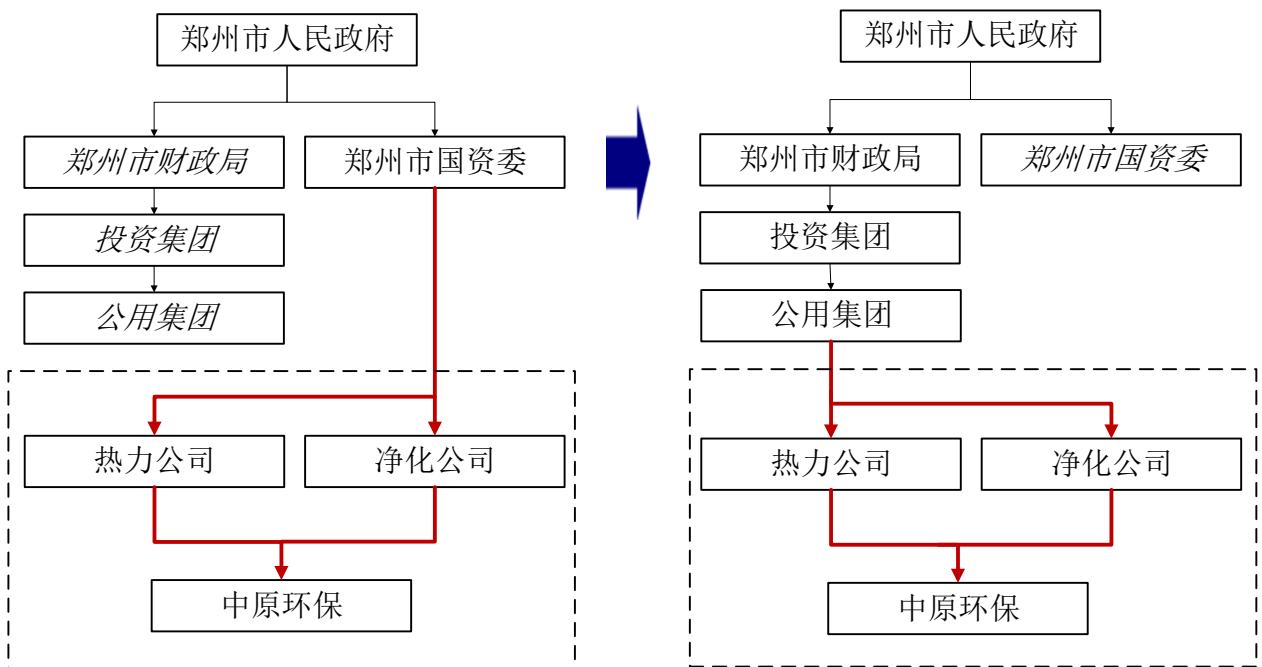 郑州市人民政府
郑州市财政局
郑州市国资委
投资集团
公用集团
热力公司
净化公司
中原环保
郑州市人民政府
郑州市财政局
郑州市国资委
投资集团
公用集团
热力公司
净化公司
中原环保